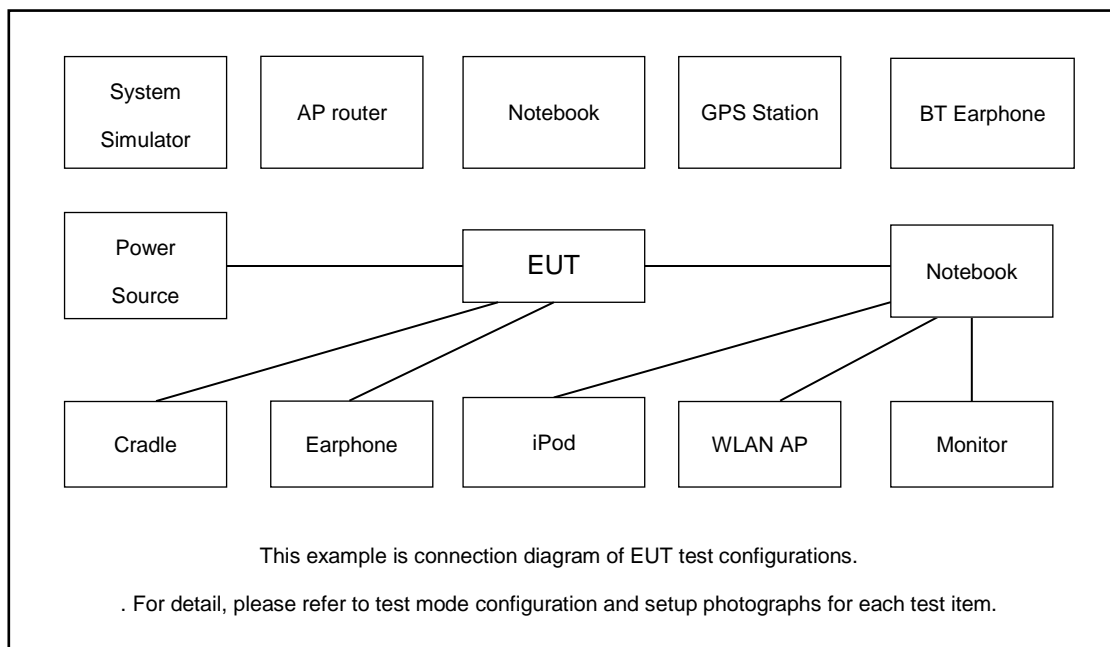 System
Simulator
AP router
Notebook
GPS Station
BT Earphone
Power
Source
EUT
Notebook
Cradle
Earphone
iPod
WLAN AP
Monitor
This example is connection diagram of EUT test configurations.
. For detail, please refer to test mode configuration and setup photographs for each test item.